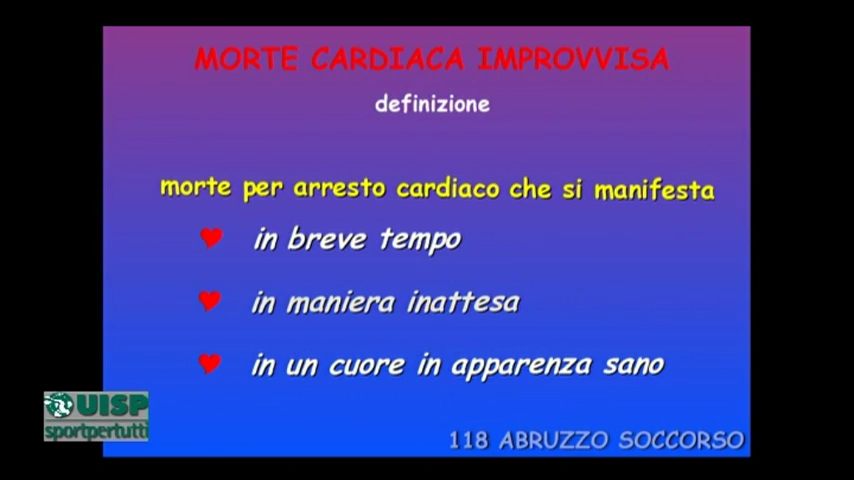 MORTE CARDIACA IMPROVVISA
definizione
morte per arresto cardiaco che si manifesta
in breve tempo
in maniera inattesa
in un cuore in apparenza sano
UISP
sportpertutti
118 ABRUZZO SOCCORSO